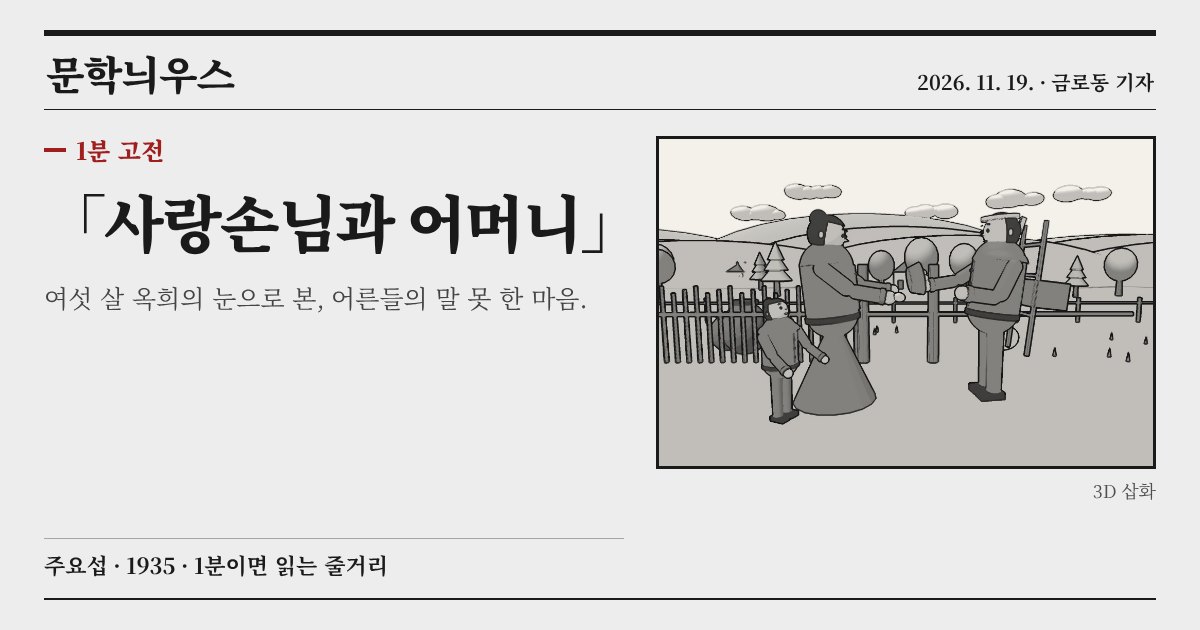 문학늬우스
2026. 11. 19. · 금로동 기자
1분 고전
「사랑손님과 어머니」
여섯 살 옥희의 눈으로 본, 어른들의 말 못 한 마음.
3D 삽화
주요섭 · 1935 · 1분이면 읽는 줄거리